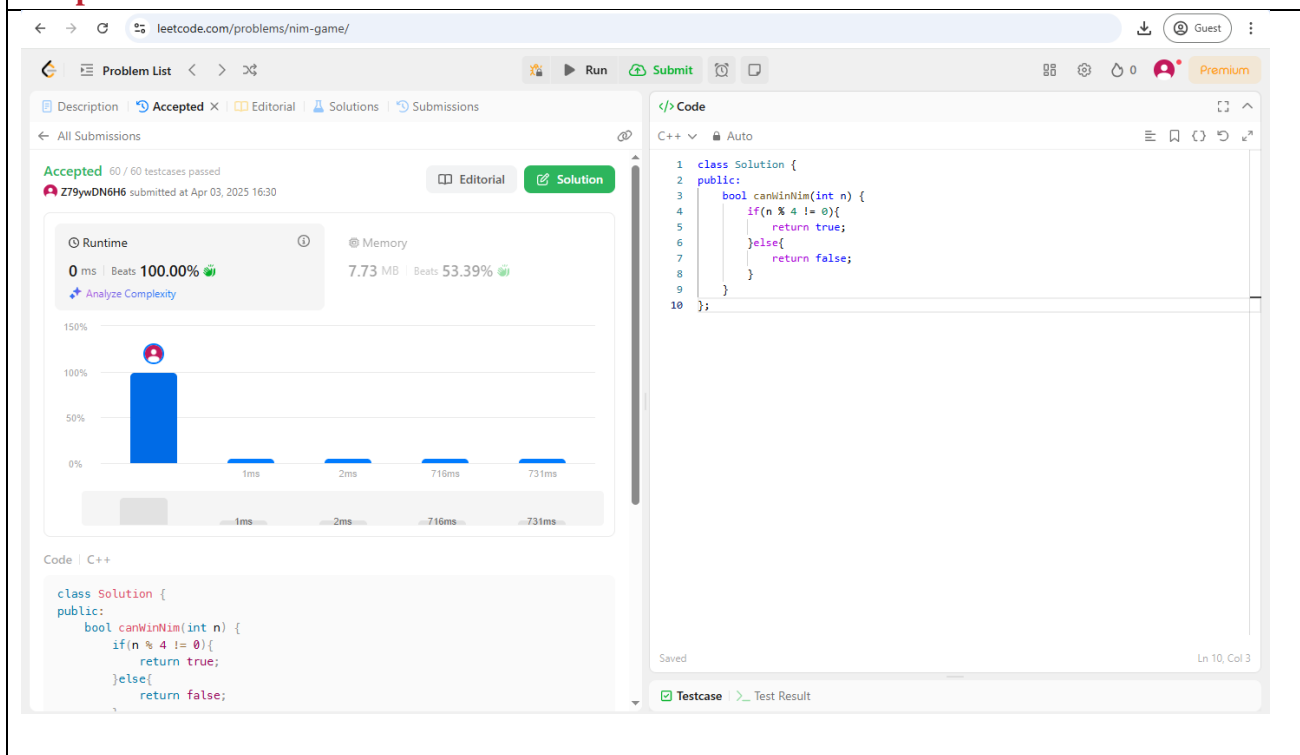 leetcode.com/problems/nim-game/
Guest
Problem List
Run
Submit
0
Premium
Description
Accepted
Editorial
Solutions
Submissions
All Submissions
Accepted 60 / 60 testcases passed
Z79ywDN6H6 submitted at Apr 03, 2025 16:30
Editorial
Solution
Runtime
0 ms Beats 100.00%
Analyze Complexity
Memory
7.73 MB Beats 53.39%
150%
100%
50%
0%
1ms 2ms 716ms 731ms
1ms 2ms 716ms 731ms
Code | C++
class Solution {
public:
bool canWinNim(int n) {
if(n % 4 != 0){
return true;
}else{
return false;
</> Code
C++ Auto
1 class Solution {
2 public:
3 bool canWinNim(int n) {
4 if(n % 4 != 0){
5 return true;
6 }else{
7 return false;
8 }
9 }
10 };
Saved
Ln 10, Col 3
Testcase
>_ Test Result